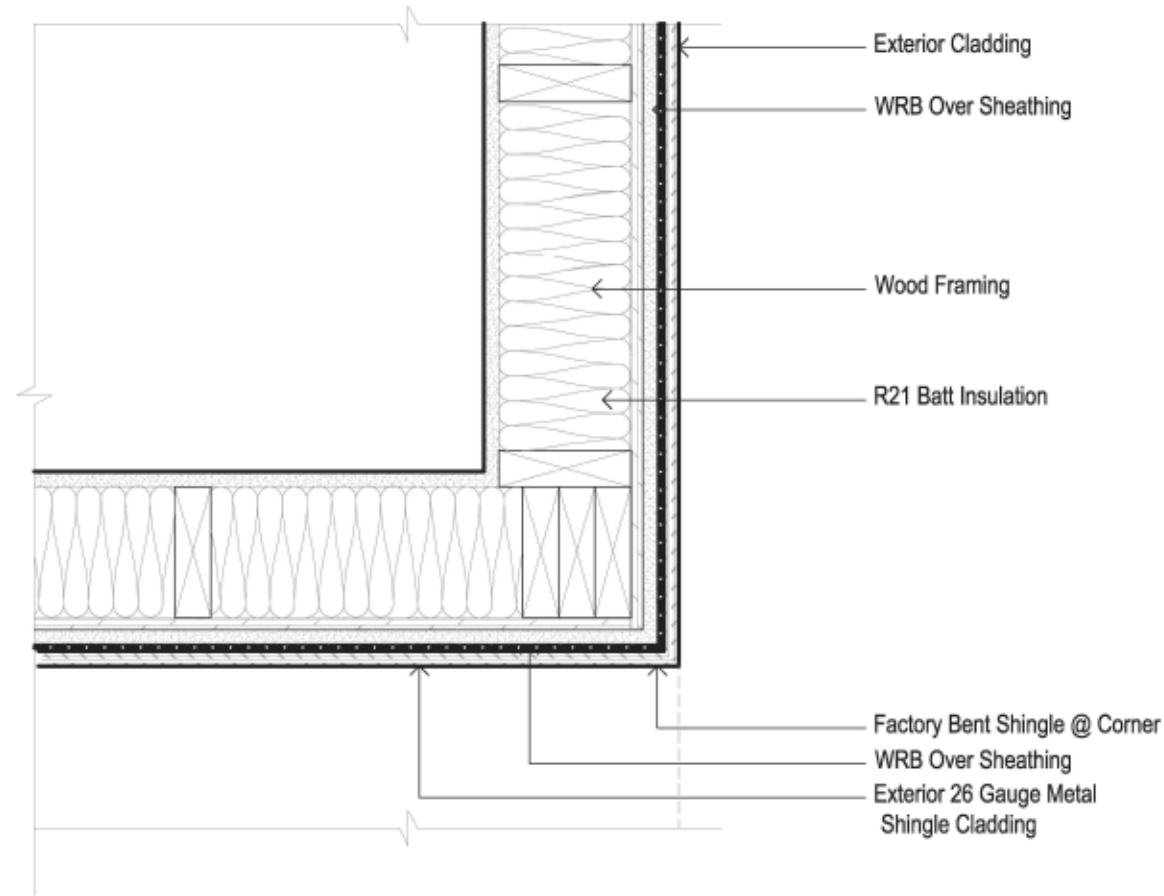 Exterior Cladding
WRB Over Sheathing
Wood Framing
R21 Batt Insulation
Factory Bent Shingle @ Corner
WRB Over Sheathing
Exterior 26 Gauge Metal
Shingle Cladding